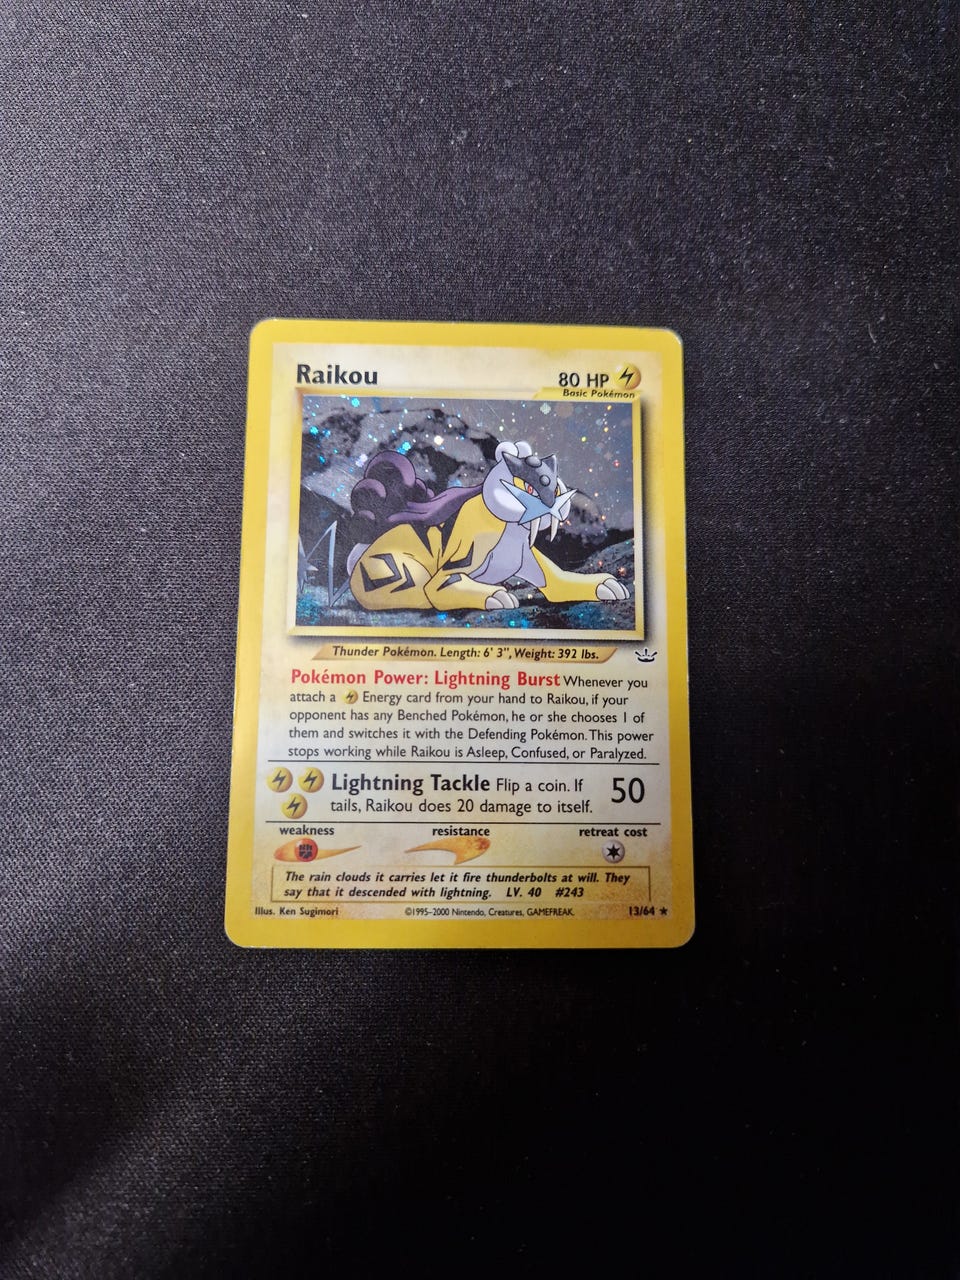 Raikou
80 HP
Basic Pokémon
Thunder Pokémon. Length: 6' 3", Weight: 392 lbs.
Pokémon Power: Lightning Burst Whenever you
attach a Energy card from your hand to Raikou, if your
opponent has any Benched Pokémon, he or she chooses 1 of
them and switches it with the Defending Pokémon. This power
stops working while Raikou is Asleep, Confused, or Paralyzed.
Lightning Tackle Flip a coin. If
tails, Raikou does 20 damage to itself.
50
weakness resistance retreat cost
The rain clouds it carries let it fire thunderbolts at will. They
say that it descended with lightning. LV. 40 #243
Illus. Ken Sugimori ©1995–2000 Nintendo, Creatures, GAMEFREAK. 13/64 ★